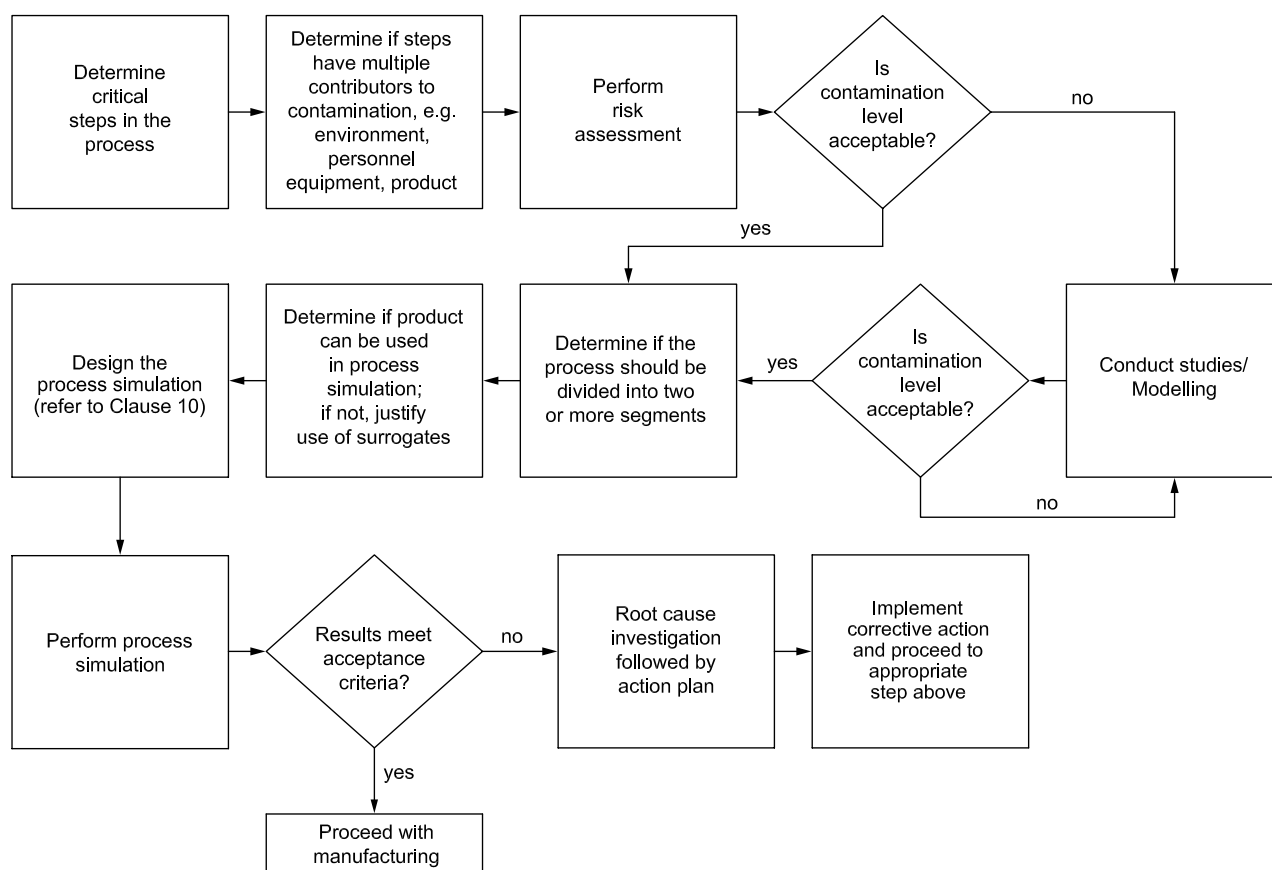 Determine
critical
steps in the
process
Determine if steps
have multiple
contributors to
contamination, e.g.
environment,
personnel
equipment, product
Perform
risk
assessment
Is
contamination
level
acceptable?
no
yes
Design the
process simulation
(refer to Clause 10)
Determine if product
can be used
in process
simulation;
if not, justify
use of surrogates
Determine if the
process should be
divided into two
or more segments
yes
Is
contamination
level
acceptable?
Conduct studies/
Modelling
no
Perform process
simulation
Results meet
acceptance
criteria?
no
Root cause
investigation
followed by
action plan
Implement
corrective action
and proceed to
appropriate
step above
yes
Proceed with
manufacturing